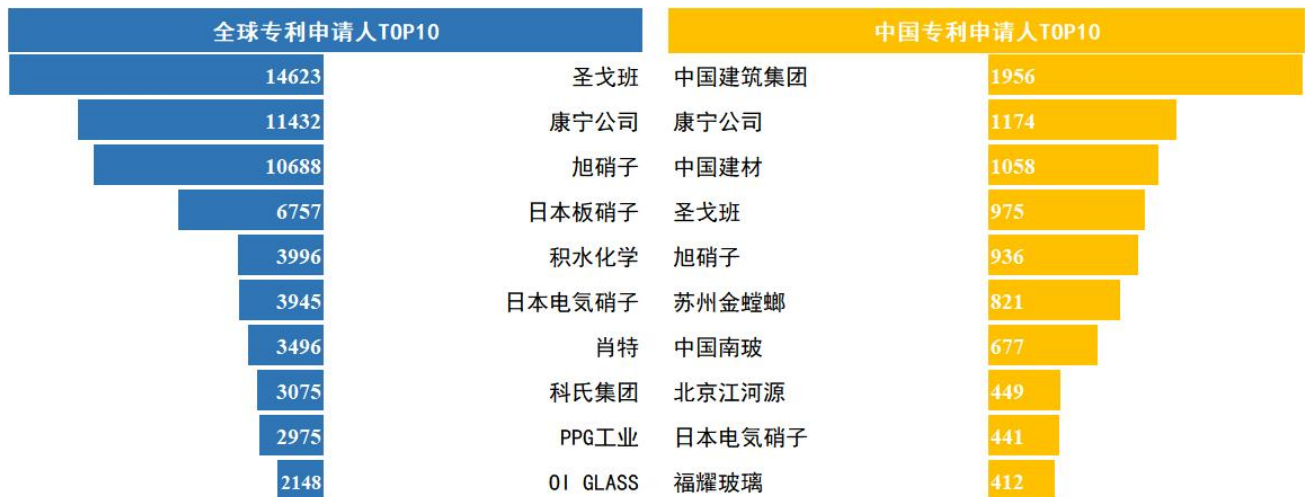 全球专利申请人TOP10
14623 圣戈班
11432 康宁公司
10688 旭硝子
6757 日本板硝子
3996 积水化学
3945 日本电気硝子
3496 肖特
3075 科氏集团
2975 PPG工业
2148 OI GLASS
中国专利申请人TOP10
中国建筑集团 1956
康宁公司 1174
中国建材 1058
圣戈班 975
旭硝子 936
苏州金螳螂 821
中国南玻 677
北京江河源 449
日本电気硝子 441
福耀玻璃 412